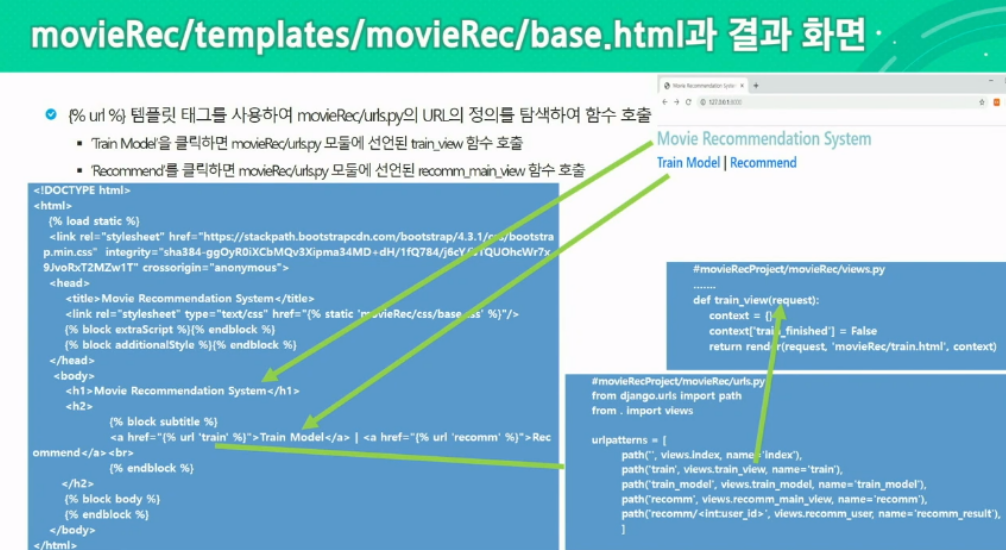 movieRec/templates/movieRec/base.html과 결과 화면
{% url %} 템플릿 태그를 사용하여 movieRec/urls.py의 URL의 정의를 탐색하여 함수 호출
'Train Model'을 클릭하면 movieRec/urls.py 모듈에 선언된 train_view 함수 호출
'Recommend'를 클릭하면 movieRec/urls.py 모듈에 선언된 recomm_main_view 함수 호출
<!DOCTYPE html>
<html>
{% load static %}
<link rel="stylesheet" href="https://stackpath.bootstrapcdn.com/bootstrap/4.3.1/css/bootstra
p.min.css" integrity="sha384-ggOyR0iXCbMQv3Xipma34MD+dH/1fQ784/j6cY/iJTQUOhcWr7x
9JvoRxT2MZw1T" crossorigin="anonymous">
<head>
<title>Movie Recommendation System</title>
<link rel="stylesheet" type="text/css" href="{% static 'movieRec/css/base.css' %}"/>
{% block extraScript %}{% endblock %}
{% block additionalStyle %}{% endblock %}
</head>
<body>
<h1>Movie Recommendation System</h1>
<h2>
{% block subtitle %}
<a href="{% url 'train' %}">Train Model</a> | <a href="{% url 'recomm' %}">Rec
ommend</a><br>
{% endblock %}
</h2>
{% block body %}
{% endblock %}
</body>
</html>
Movie Recommendation System
127.0.0.1:8000
Movie Recommendation System
Train Model | Recommend
#movieRecProject/movieRec/views.py
.......
def train_view(request):
context = {}
context['train_finished'] = False
return render(request, 'movieRec/train.html', context)
#movieRecProject/movieRec/urls.py
from django.urls import path
from . import views
urlpatterns = [
path('', views.index, name='index'),
path('train', views.train_view, name='train'),
path('train_model', views.train_model, name='train_model'),
path('recomm', views.recomm_main_view, name='recomm'),
path('recomm/<int:user_id>', views.recomm_user, name='recomm_result'),
]